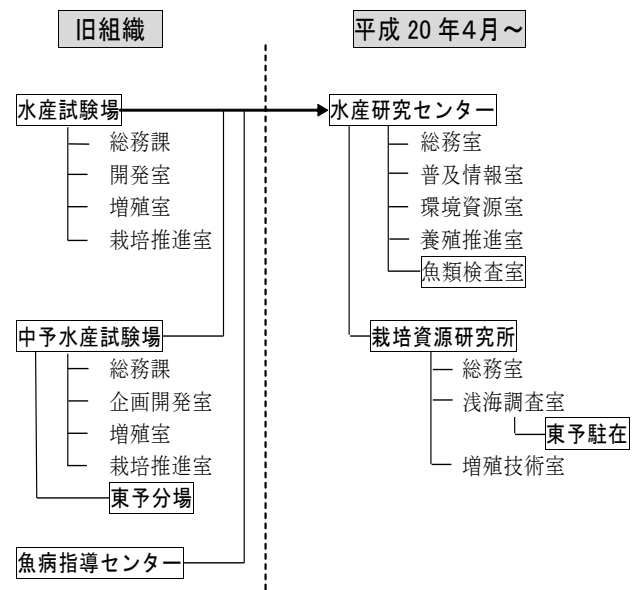 旧組織
平成 20 年4月～
水産試験場
総務課
開発室
増殖室
栽培推進室
中予水産試験場
総務課
企画開発室
増殖室
栽培推進室
東予分場
魚病指導センター
水産研究センター
総務室
普及情報室
環境資源室
養殖推進室
魚類検査室
栽培資源研究所
総務室
浅海調査室
東予駐在
増殖技術室